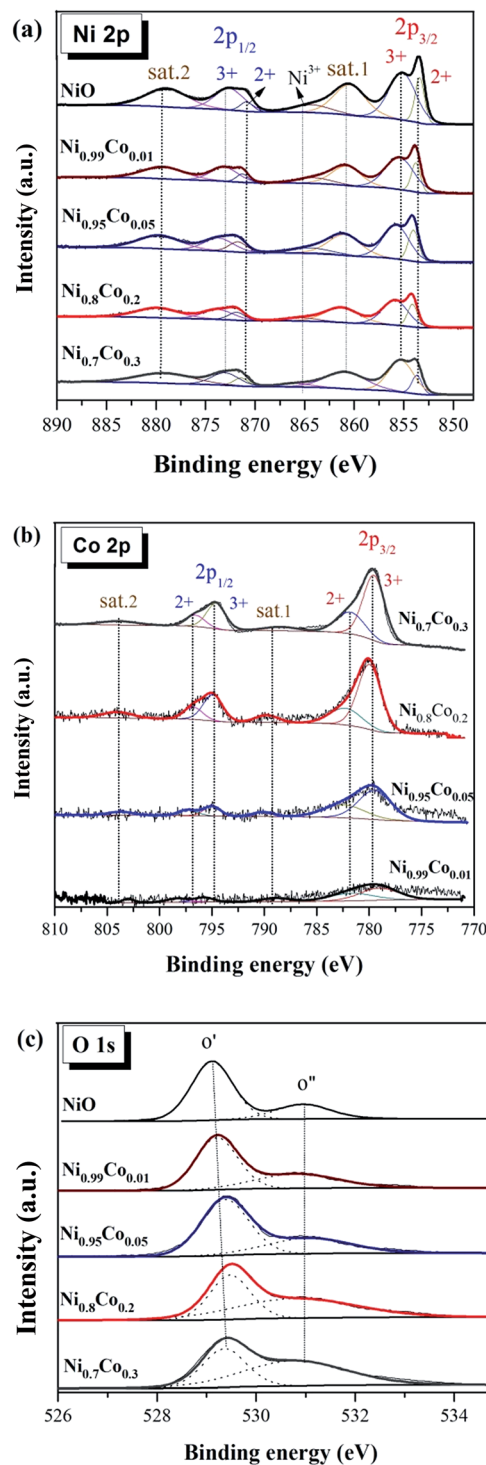 (a)
Ni 2p
2p1/2
2p3/2
3+
NiO
sat.2
3+
2+
Ni3+
sat.1
2+
Ni0.99Co0.01
Ni0.95Co0.05
Ni0.8Co0.2
Ni0.7Co0.3
Intensity (a.u.)
890 885 880 875 870 865 860 855 850
Binding energy (eV)
(b)
Co 2p
2p3/2
2p1/2
sat.2
2+
3+
sat.1
2+
3+
Ni0.7Co0.3
Ni0.8Co0.2
Ni0.95Co0.05
Ni0.99Co0.01
Intensity (a.u.)
810 805 800 795 790 785 780 775 770
Binding energy (eV)
(c)
O 1s
o'
o"
NiO
Ni0.99Co0.01
Ni0.95Co0.05
Ni0.8Co0.2
Ni0.7Co0.3
Intensity (a.u.)
526 528 530 532 534
Binding energy (eV)